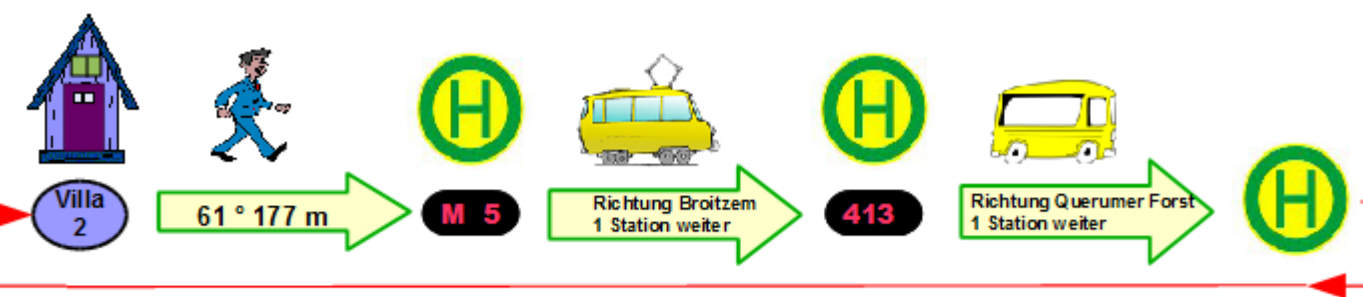 Villa
2
61 ° 177 m
H
M 5
Richtung Broitzem
1 Station weiter
H
413
Richtung Querumer Forst
1 Station weiter
H